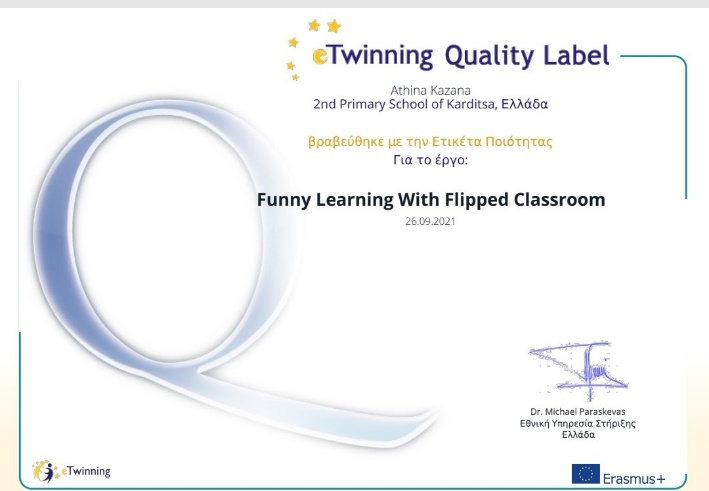 eTwinning Quality Label
Athina Kazana
2nd Primary School of Karditsa, Ελλάδα
βραβεύθηκε με την Ετικέτα Ποιότητας
Για το έργο:
Funny Learning With Flipped Classroom
26.09.2021
Dr. Michael Paraskevas
Εθνική Υπηρεσία Στήριξης
Ελλάδα
eTwinning
Erasmus+